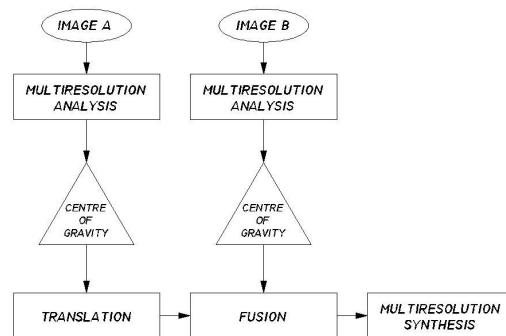 IMAGE A
IMAGE B
MULTIRESOLUTION
ANALYSIS
MULTIRESOLUTION
ANALYSIS
CENTRE
OF
GRAVITY
CENTRE
OF
GRAVITY
TRANSLATION
FUSION
MULTIRESOLUTION
SYNTHESIS